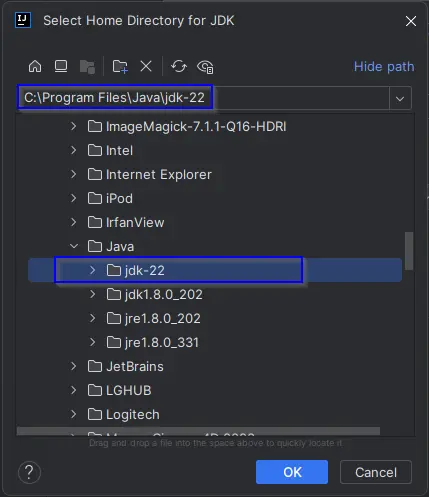 IJ
Select Home Directory for JDK
Hide path
C:\Program Files\Java\jdk-22
ImageMagick-7.1.1-Q16-HDRI
Intel
Internet Explorer
iPod
IrfanView
Java
jdk-22
jdk1.8.0_202
jre1.8.0_202
jre1.8.0_331
JetBrains
LGHUB
Logitech
Drag and drop a file into the space above to quickly locate it
?
OK
Cancel